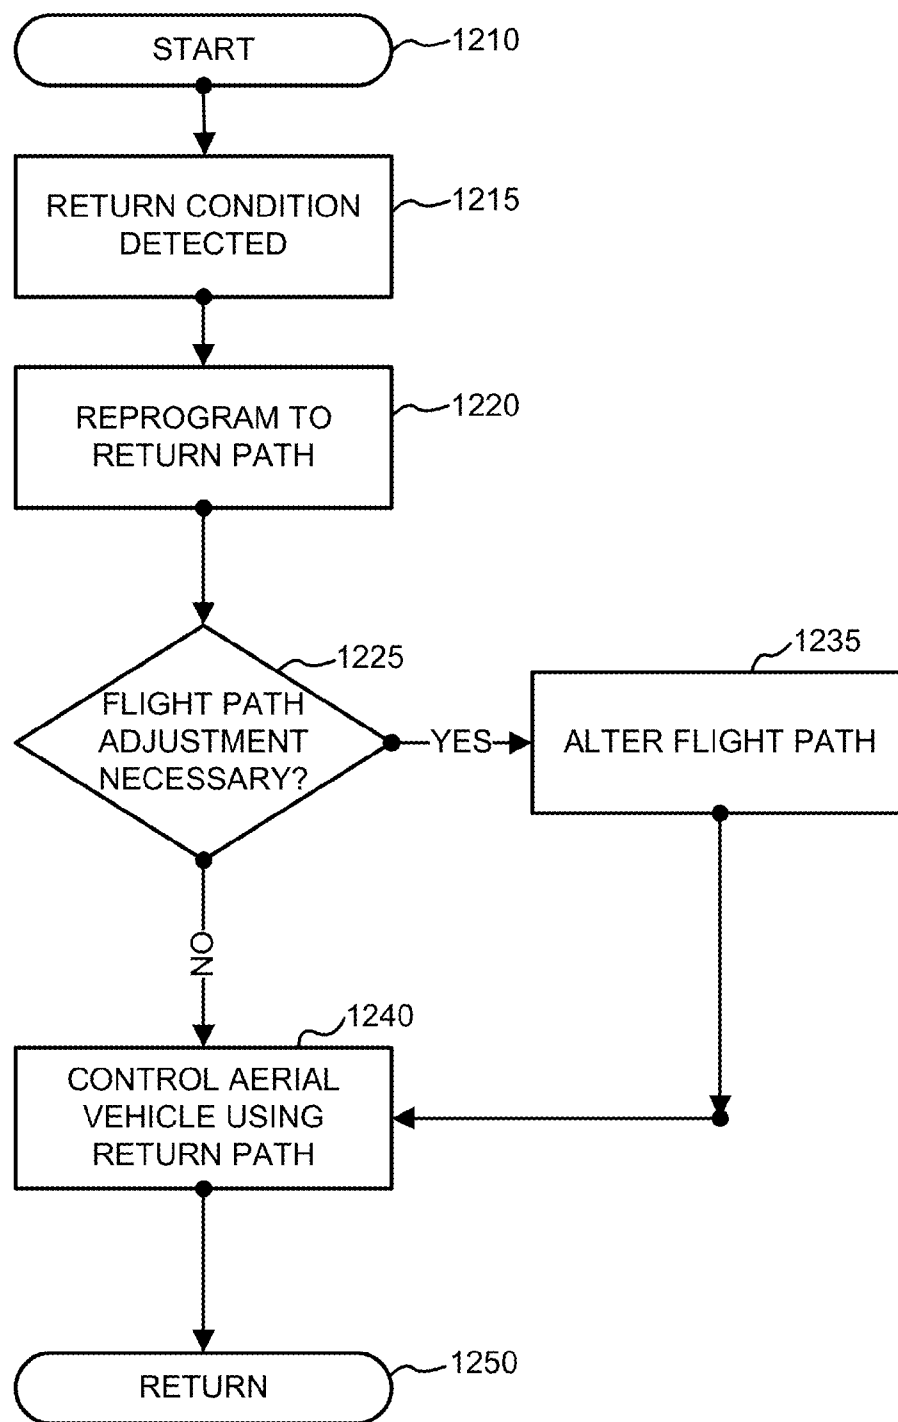 START
1210
RETURN CONDITION
DETECTED
1215
REPROGRAM TO
RETURN PATH
1220
FLIGHT PATH
ADJUSTMENT
NECESSARY?
1225
YES
ALTER FLIGHT PATH
1235
NO
CONTROL AERIAL
VEHICLE USING
RETURN PATH
1240
RETURN
1250